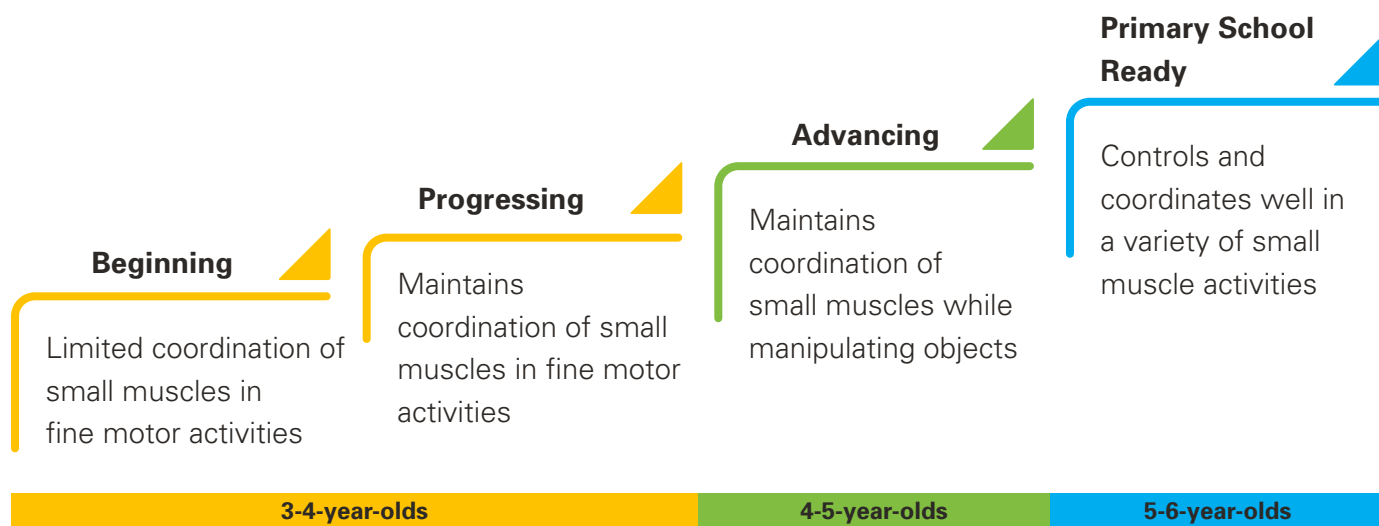 Beginning
Limited coordination of
small muscles in
fine motor activities
Progressing
Maintains
coordination of small
muscles in fine motor
activities
Advancing
Maintains
coordination of
small muscles while
manipulating objects
Primary School
Ready
Controls and
coordinates well in
a variety of small
muscle activities
3-4-year-olds
4-5-year-olds
5-6-year-olds